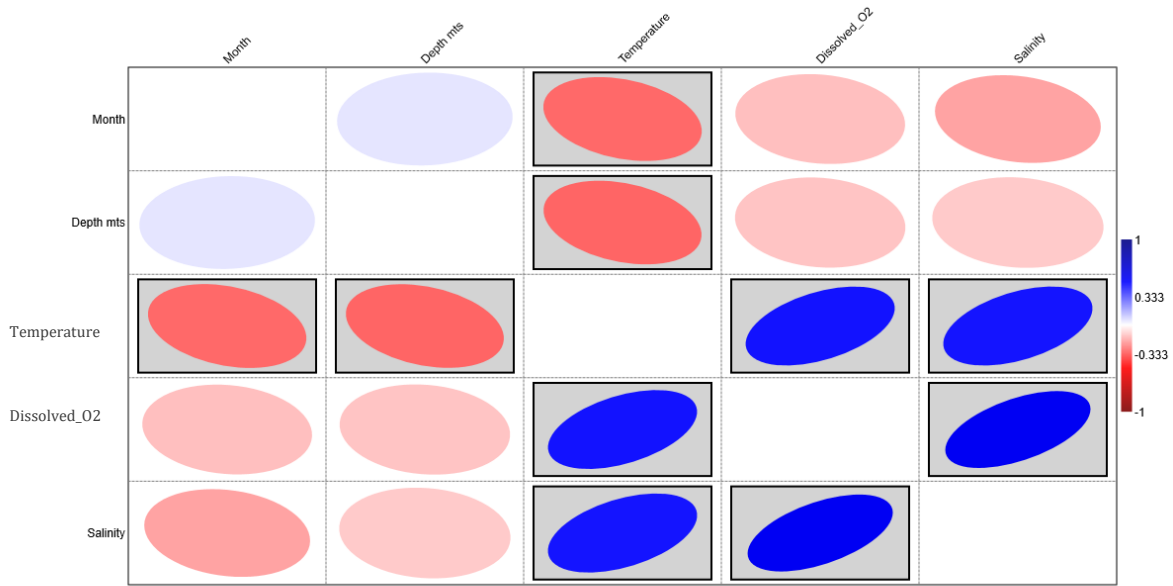 Month
Depth mts
Temperature
Dissolved_O2
Salinity
Month
Depth mts
Temperature
Dissolved_O2
Salinity
1
0.333
-0.333
-1